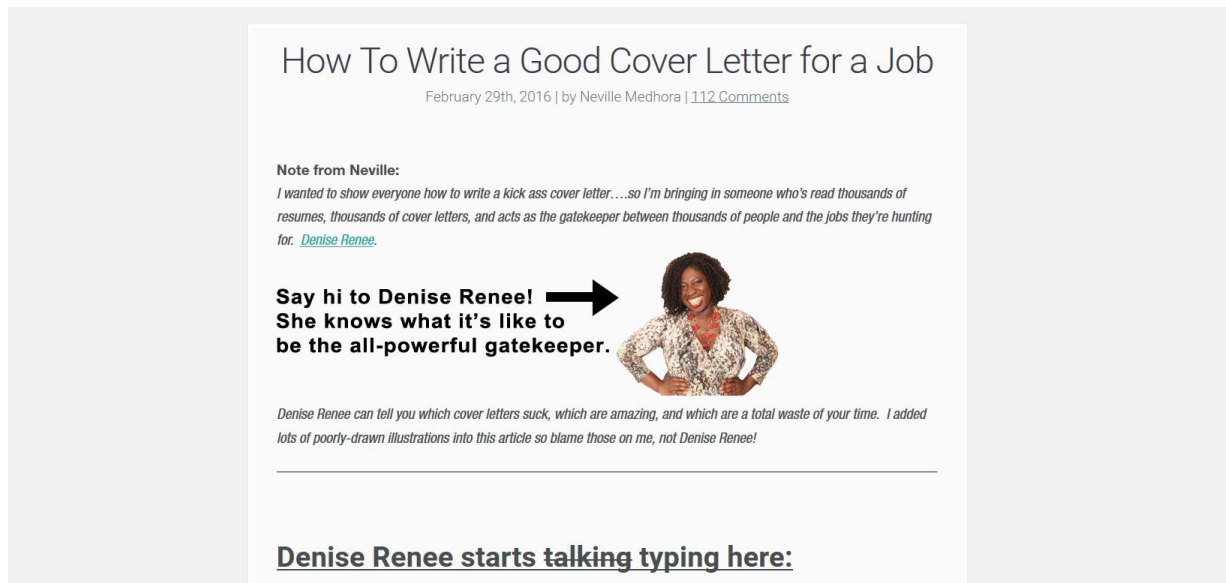 How To Write a Good Cover Letter for a Job
February 29th, 2016 | by Neville Medhora | 112 Comments
Note from Neville:
I wanted to show everyone how to write a kick ass cover letter….so I'm bringing in someone who's read thousands of
resumes, thousands of cover letters, and acts as the gatekeeper between thousands of people and the jobs they're hunting
for. Denise Renee.
Say hi to Denise Renee!
She knows what it's like to
be the all-powerful gatekeeper.
Denise Renee can tell you which cover letters suck, which are amazing, and which are a total waste of your time. I added
lots of poorly-drawn illustrations into this article so blame those on me, not Denise Renee!
Denise Renee starts talking typing here: